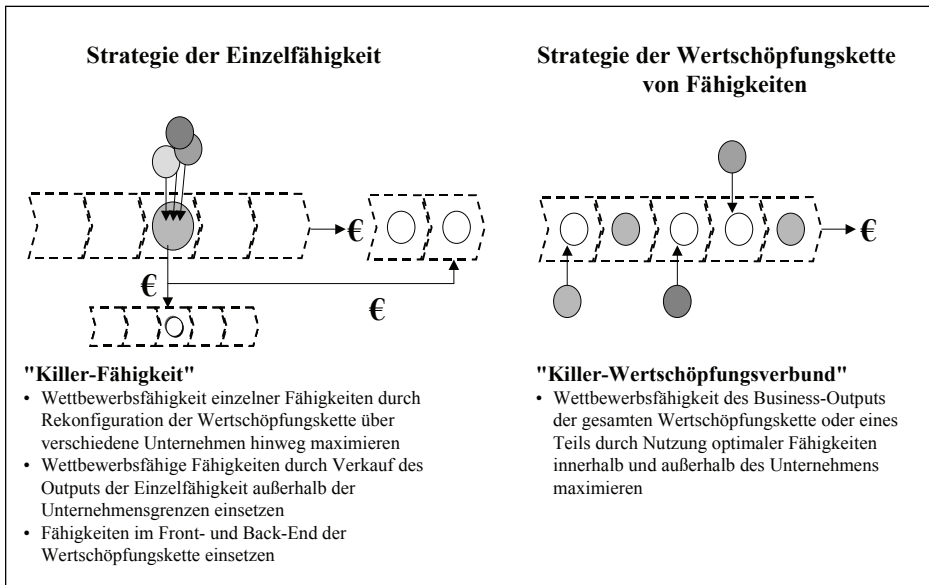 Strategie der Einzelfähigkeit
€
€
€
"Killer-Fähigkeit"
• Wettbewerbsfähigkeit einzelner Fähigkeiten durch
Rekonfiguration der Wertschöpfungskette über
verschiedene Unternehmen hinweg maximieren
• Wettbewerbsfähige Fähigkeiten durch Verkauf des
Outputs der Einzelfähigkeit außerhalb der
Unternehmensgrenzen einsetzen
• Fähigkeiten im Front- und Back-End der
Wertschöpfungskette einsetzen
Strategie der Wertschöpfungskette
von Fähigkeiten
€
"Killer-Wertschöpfungsverbund"
• Wettbewerbsfähigkeit des Business-Outputs
der gesamten Wertschöpfungskette oder eines
Teils durch Nutzung optimaler Fähigkeiten
innerhalb und außerhalb des Unternehmens
maximieren